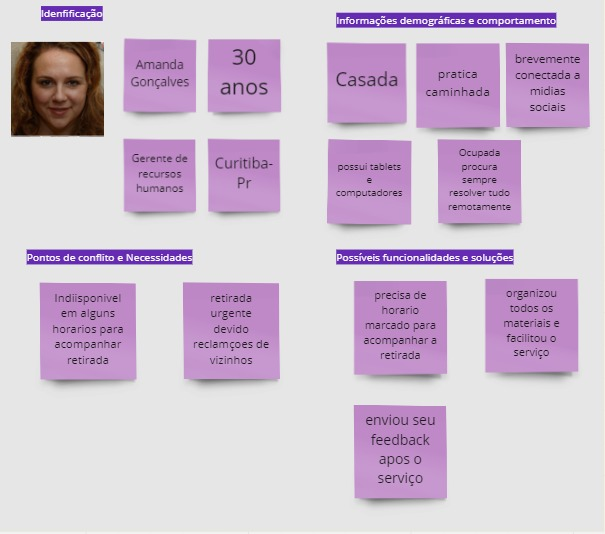 Idenfificação
Amanda
Gonçalves
30
anos
Gerente de
recursos
humanos
Curitiba-
Pr
Informações demográficas e comportamento
Casada
pratica
caminhada
brevemente
conectada a
midias
sociais
possui tablets
e
computadores
Ocupada
procura
sempre
resolver tudo
remotamente
Pontos de conflito e Necessidades
Indiisponivel
em alguns
horarios para
acompanhar
retirada
retirada
urgente
devido
reclamçoes de
vizinhos
Possíveis funcionalidades e soluções
precisa de
horario
marcado para
acompanhar a
retirada
organizou
todos os
materiais e
facilitou o
serviço
enviou seu
feedback
apos o
serviço